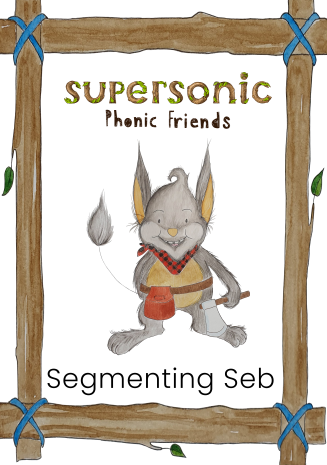 supersonic
Phonic Friends
Segmenting Seb